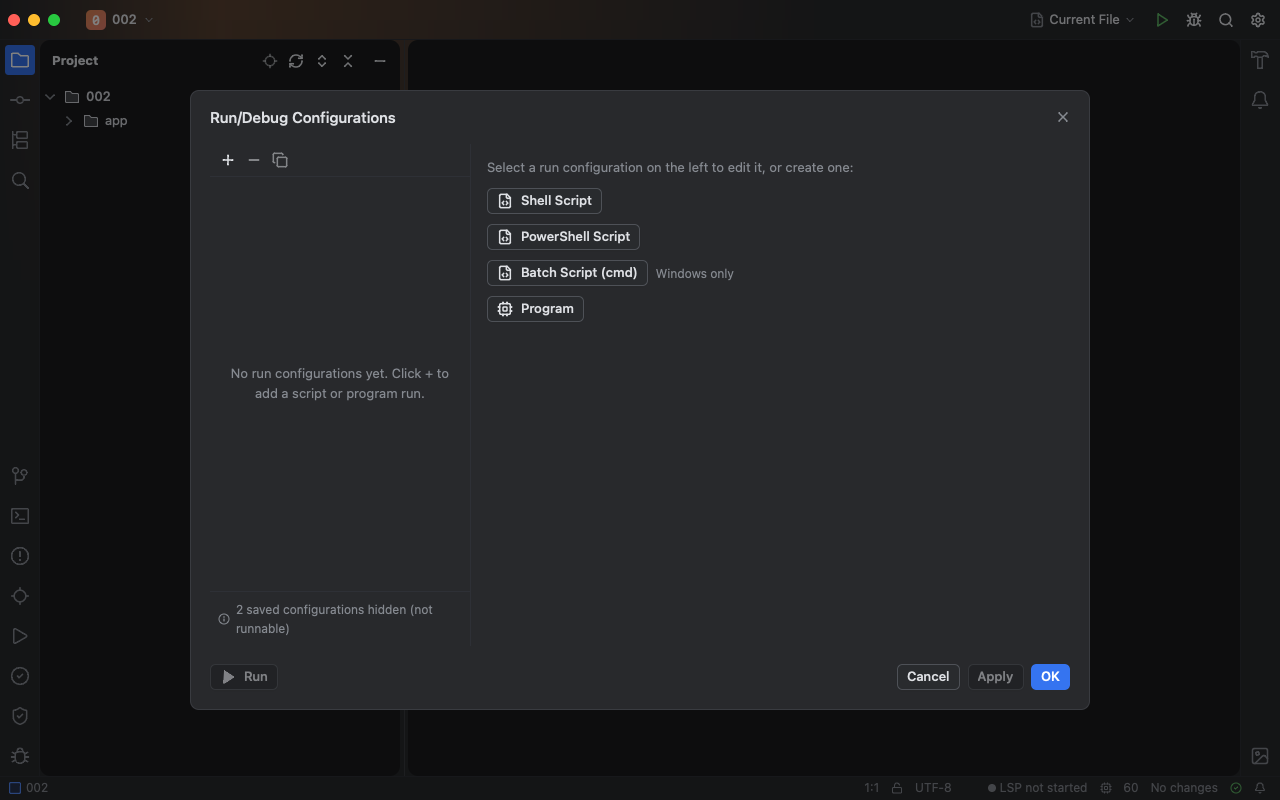 002
Current File
Project
002
app
Run/Debug Configurations
Select a run configuration on the left to edit it, or create one:
Shell Script
PowerShell Script
Batch Script (cmd)
Windows only
Program
No run configurations yet. Click + to
add a script or program run.
2 saved configurations hidden (not
runnable)
Run
Cancel
Apply
OK
002
1:1
UTF-8
LSP not started
60
No changes